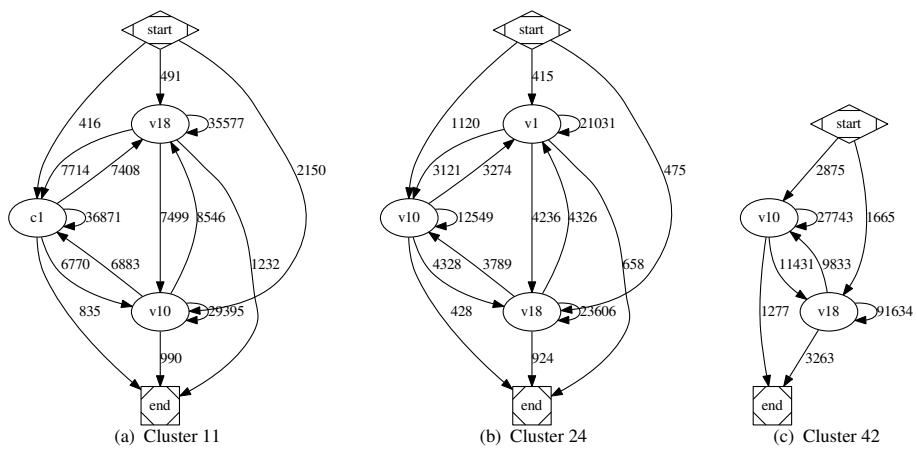 start
491
416
v18
35577
7714
7408
2150
c1
36871
7499
8546
6770
6883
1232
835
v10
29395
990
end
(a) Cluster 11
start
415
1120
v1
21031
3121
3274
475
v10
12549
4236
4326
4328
3789
658
428
v18
23606
924
end
(b) Cluster 24
start
2875
v10
27743
1665
11431
9833
1277
v18
91634
3263
end
(c) Cluster 42